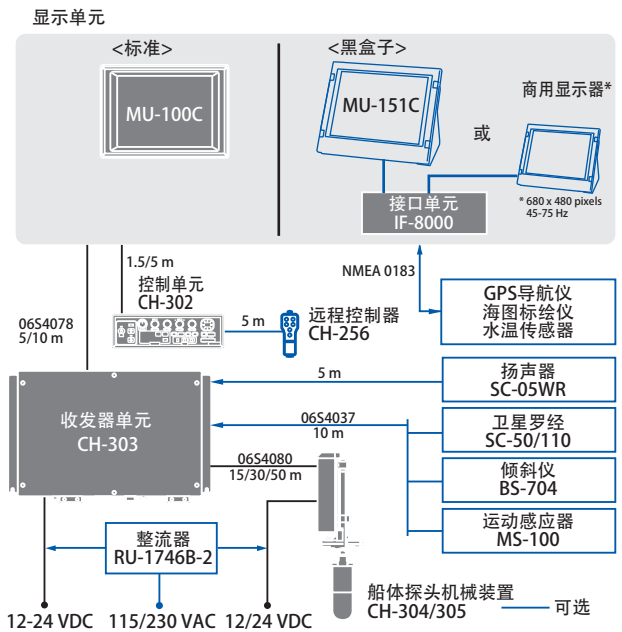 显示单元
<标准>
<黑盒子>
MU-100C
MU-151C
商用显示器*
或
* 680 x 480 pixels
45-75 Hz
接口单元
IF-8000
1.5/5 m
控制单元
CH-302
NMEA 0183
GPS导航仪
海图标绘仪
水温传感器
06S4078
5/10 m
5 m
远程控制器
CH-256
5 m
扬声器
SC-05WR
收发器单元
CH-303
06S4037
10 m
卫星罗经
SC-50/110
06S4080
15/30/50 m
倾斜仪
BS-704
运动感应器
MS-100
整流器
RU-1746B-2
船体探头机械装置
CH-304/305
可选
12-24 VDC
115/230 VAC
12/24 VDC